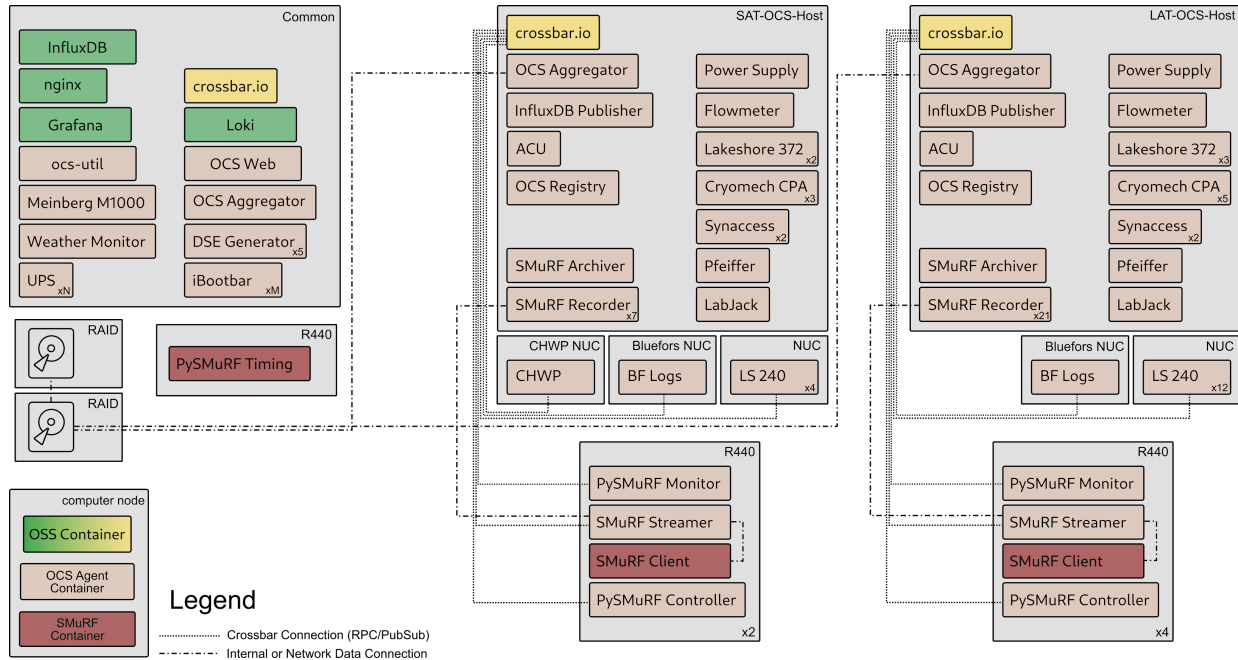 Common
InfluxDB
nginx
crossbar.io
Grafana
Loki
ocs-util
OCS Web
Meinberg M1000
OCS Aggregator
Weather Monitor
DSE Generator x5
UPS xN
iBootbar xM
RAID
RAID
R440
PySMuRF Timing
SAT-OCS-Host
crossbar.io
OCS Aggregator
Power Supply
InfluxDB Publisher
Flowmeter
ACU
Lakeshore 372 x2
OCS Registry
Cryomech CPA x3
Synaccess x2
SMuRF Archiver
Pfeiffer
SMuRF Recorder x7
LabJack
CHWP NUC
CHWP
Bluefors NUC
BF Logs
NUC
LS 240 x4
R440
PySMuRF Monitor
SMuRF Streamer
SMuRF Client
PySMuRF Controller
x2
LAT-OCS-Host
crossbar.io
OCS Aggregator
Power Supply
InfluxDB Publisher
Flowmeter
ACU
Lakeshore 372 x3
OCS Registry
Cryomech CPA x5
Synaccess x2
SMuRF Archiver
Pfeiffer
SMuRF Recorder x21
LabJack
Bluefors NUC
BF Logs
NUC
LS 240 x12
R440
PySMuRF Monitor
SMuRF Streamer
SMuRF Client
PySMuRF Controller
x4
computer node
OSS Container
OCS Agent
Container
SMuRF
Container
Legend
Crossbar Connection (RPC/PubSub)
Internal or Network Data Connection